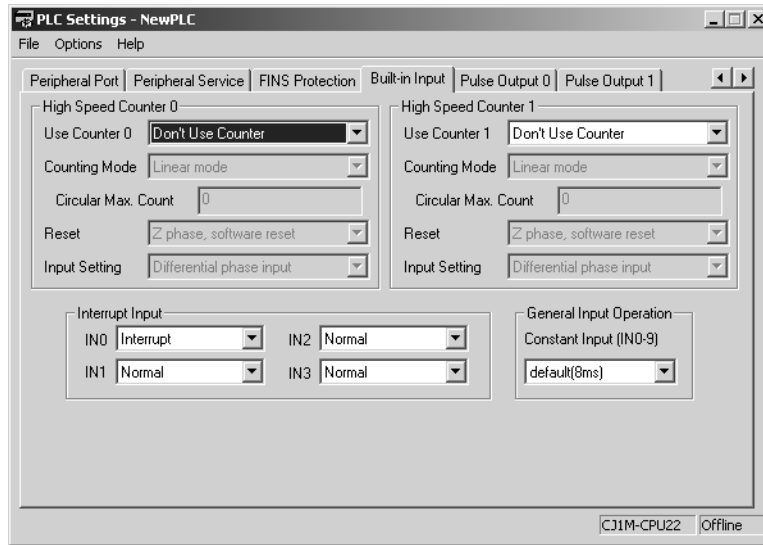 PLC Settings - NewPLC
File Options Help
Peripheral Port Peripheral Service FINS Protection Built-in Input Pulse Output 0 Pulse Output 1
High Speed Counter 0
Use Counter 0 Don't Use Counter
Counting Mode Linear mode
Circular Max. Count 0
Reset Z phase, software reset
Input Setting Differential phase input
High Speed Counter 1
Use Counter 1 Don't Use Counter
Counting Mode Linear mode
Circular Max. Count 0
Reset Z phase, software reset
Input Setting Differential phase input
Interrupt Input
IN0 Interrupt IN2 Normal
IN1 Normal IN3 Normal
General Input Operation
Constant Input (IN0-9)
default(8ms)
CJ1M-CPU22 Offline